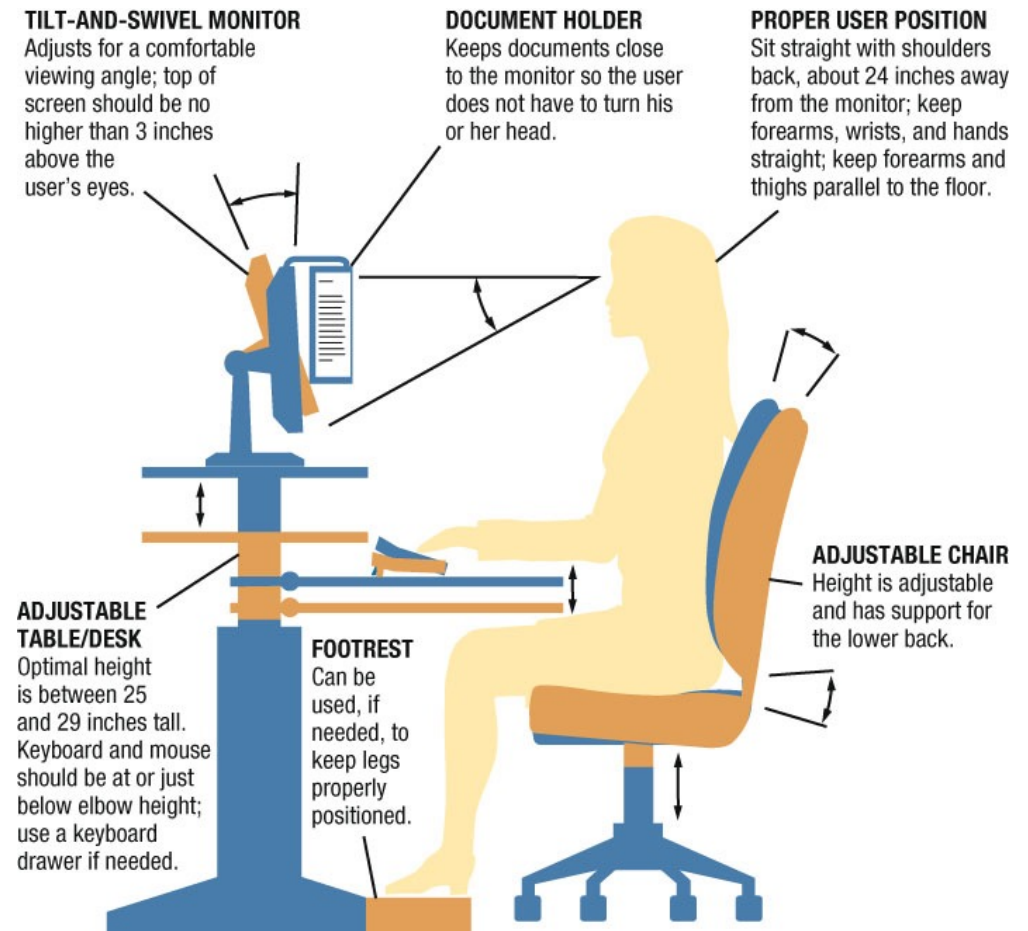 TILT-AND-SWIVEL MONITOR
Adjusts for a comfortable
viewing angle; top of
screen should be no
higher than 3 inches
above the
user's eyes.
DOCUMENT HOLDER
Keeps documents close
to the monitor so the user
does not have to turn his
or her head.
PROPER USER POSITION
Sit straight with shoulders
back, about 24 inches away
from the monitor; keep
forearms, wrists, and hands
straight; keep forearms and
thighs parallel to the floor.
ADJUSTABLE
TABLE/DESK
Optimal height
is between 25
and 29 inches tall.
Keyboard and mouse
should be at or just
below elbow height;
use a keyboard
drawer if needed.
FOOTREST
Can be
used, if
needed, to
keep legs
properly
positioned.
ADJUSTABLE CHAIR
Height is adjustable
and has support for
the lower back.